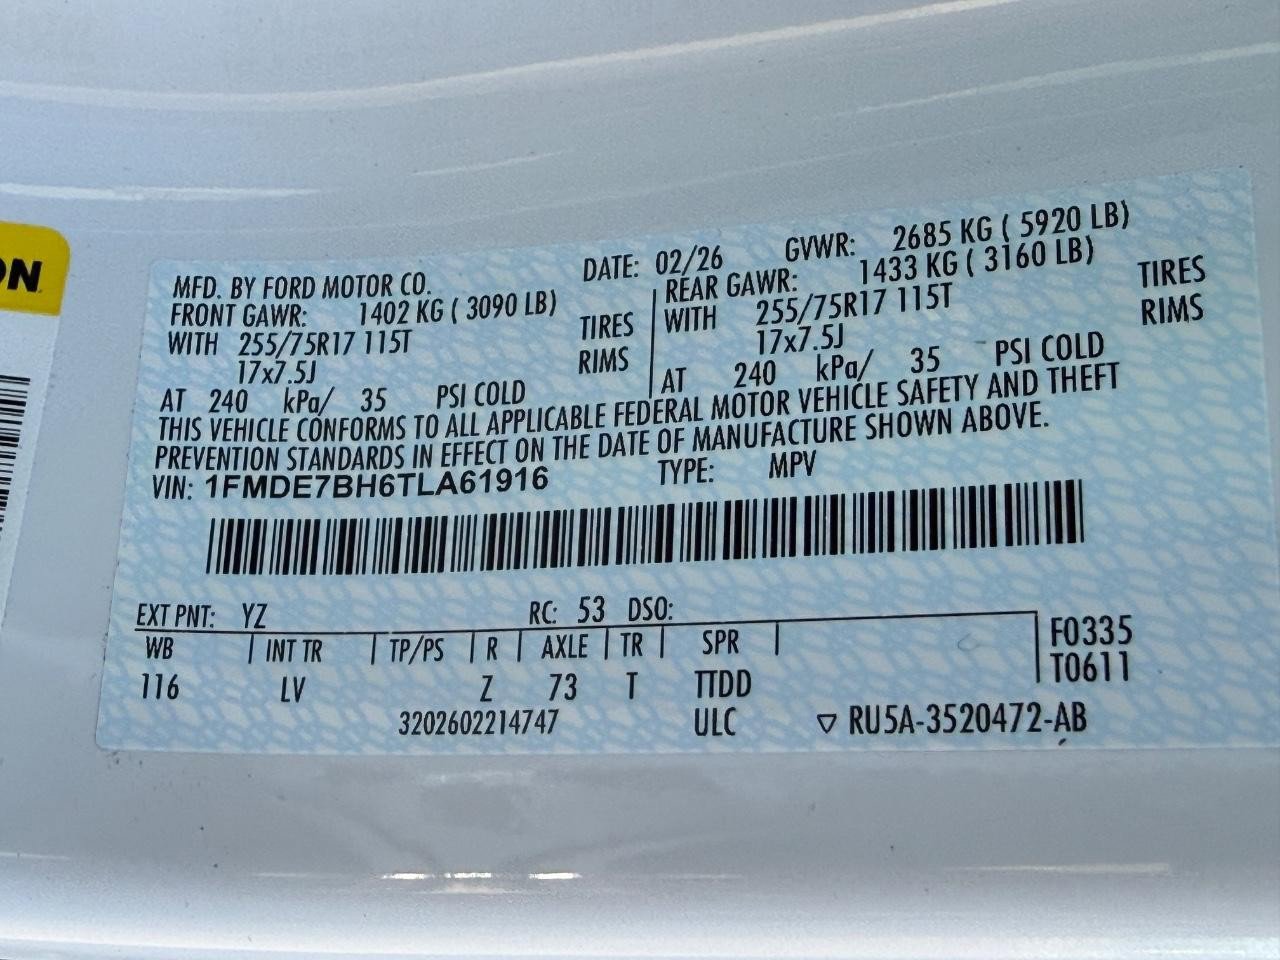 ON
MFD. BY FORD MOTOR CO. DATE: 02/26 GVWR: 2685 KG ( 5920 LB)
FRONT GAWR: 1402 KG ( 3090 LB) REAR GAWR: 1433 KG ( 3160 LB)
WITH 255/75R17 115T TIRES WITH 255/75R17 115T TIRES
17x7.5J RIMS 17x7.5J RIMS
AT 240 kPa/ 35 PSI COLD AT 240 kPa/ 35 PSI COLD
THIS VEHICLE CONFORMS TO ALL APPLICABLE FEDERAL MOTOR VEHICLE SAFETY AND THEFT
PREVENTION STANDARDS IN EFFECT ON THE DATE OF MANUFACTURE SHOWN ABOVE.
VIN: 1FMDE7BH6TLA61916 TYPE: MPV
EXT PNT: YZ RC: 53 DSO:
WB INT TR TP/PS R AXLE TR SPR F0335
116 LV Z 73 T TTDD T0611
3202602214747 ULC ▽ RU5A-3520472-AB